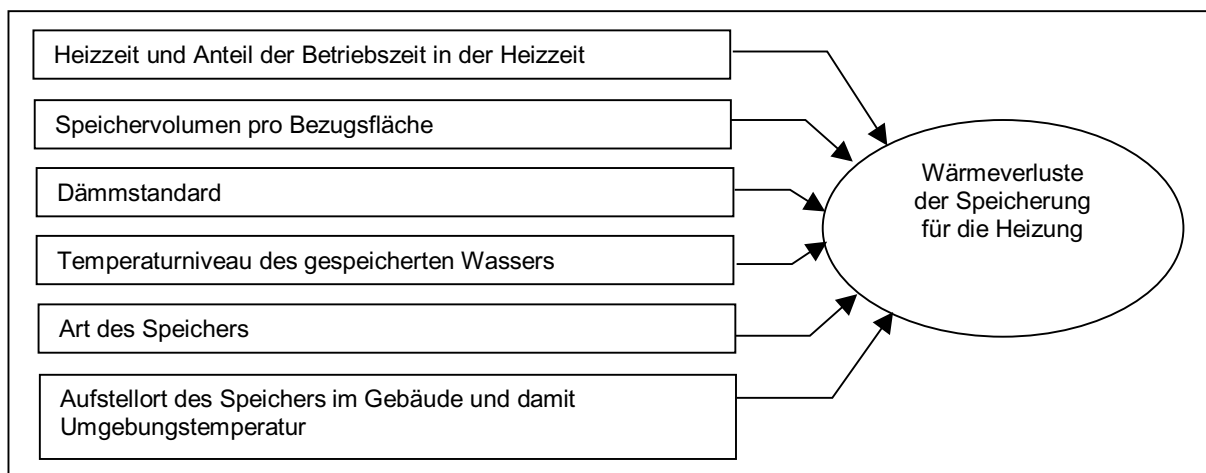 Heizzeit und Anteil der Betriebszeit in der Heizzeit
Speichervolumen pro Bezugsfläche
Dämmstandard
Temperaturniveau des gespeicherten Wassers
Art des Speichers
Aufstellort des Speichers im Gebäude und damit
Umgebungstemperatur
Wärmeverluste
der Speicherung
für die Heizung